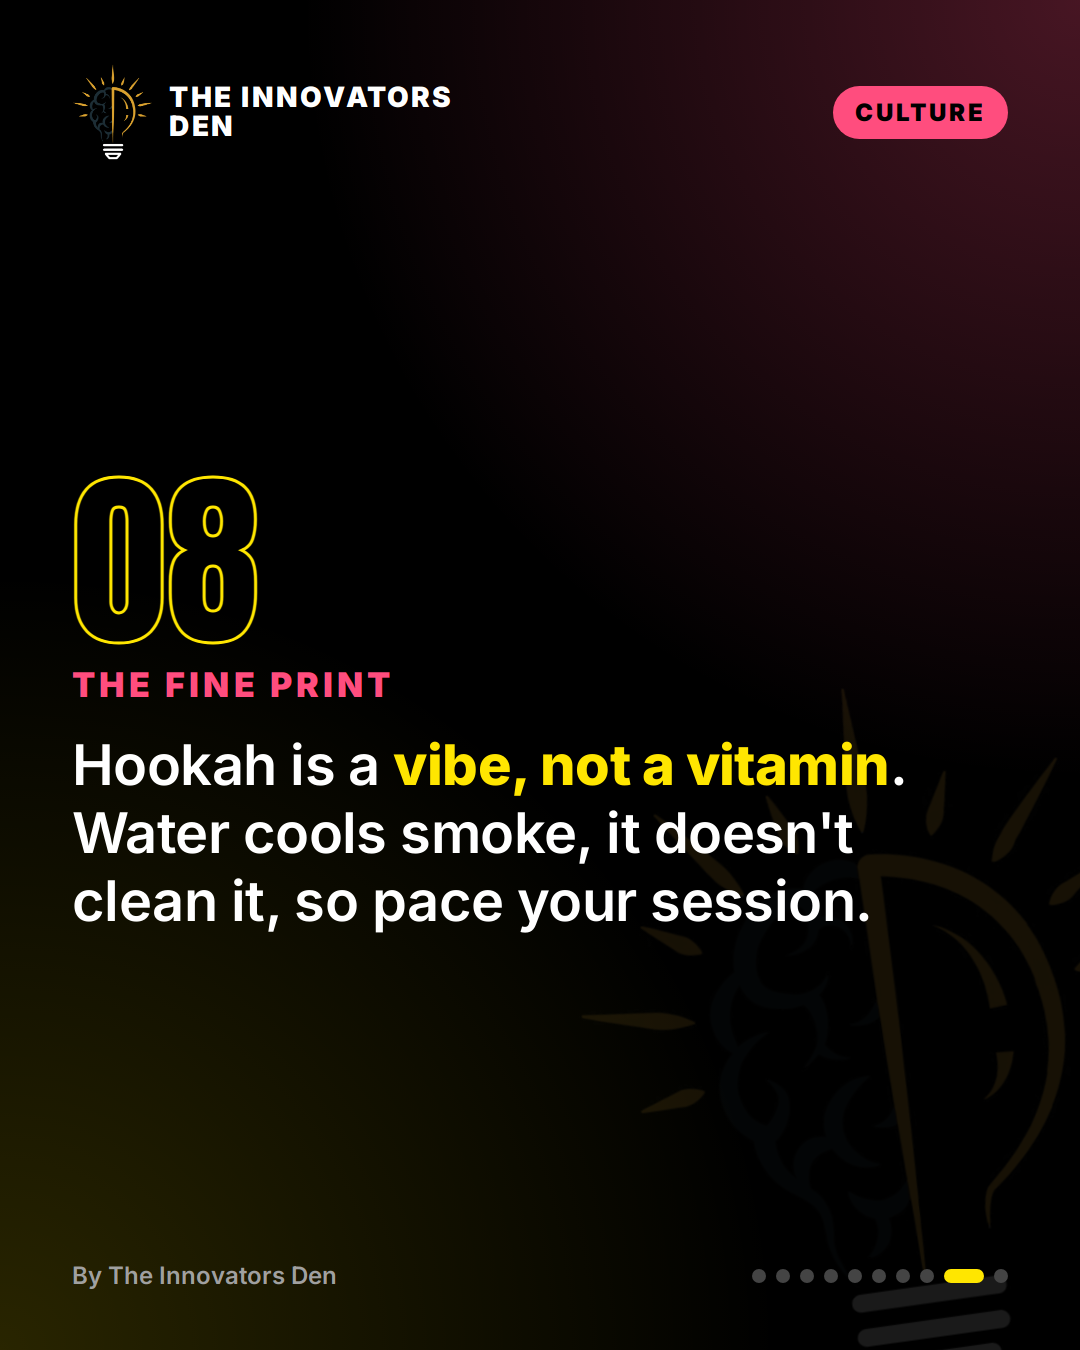 THE INNOVATORS
DEN
CULTURE
08
THE FINE PRINT
Hookah is a vibe, not a vitamin.
Water cools smoke, it doesn't
clean it, so pace your session.
By The Innovators Den